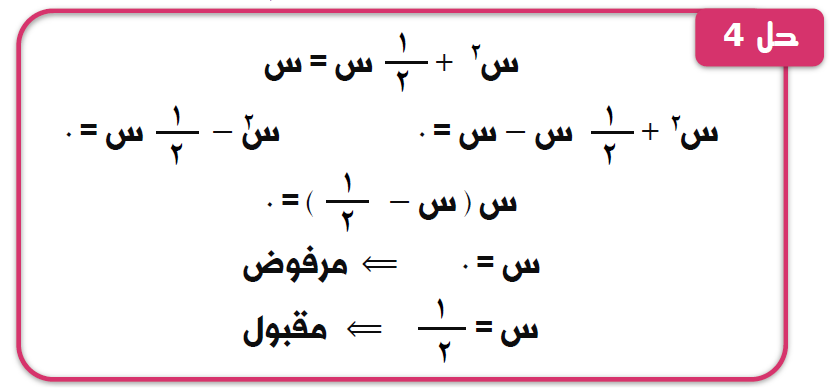 حل 4
س٢ + ١/٢ س = س
س٢ + ١/٢ س − س = ٠ س٢ − ١/٢ س = ٠
س ( س − ١/٢ ) = ٠
س = ٠ ⟸ مرفوض
س = ١/٢ ⟸ مقبول